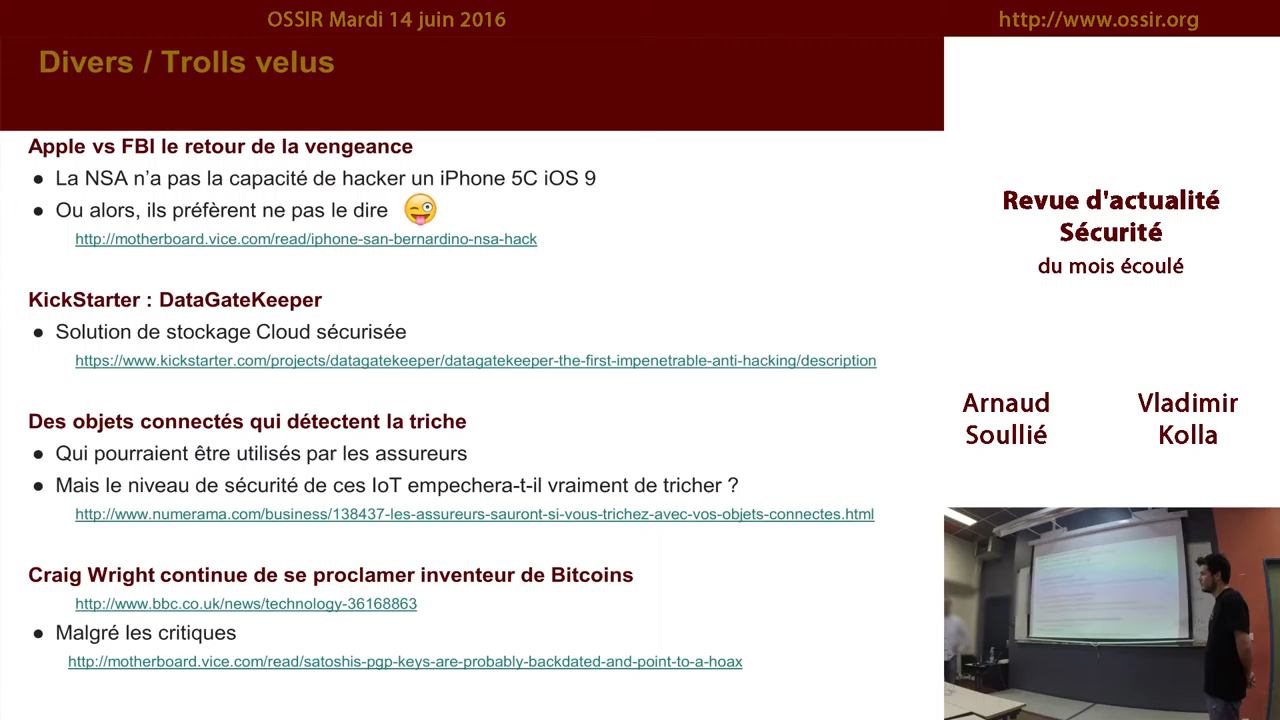 OSSIR Mardi 14 juin 2016
http://www.ossir.org
Divers / Trolls velus
Apple vs FBI le retour de la vengeance
● La NSA n’a pas la capacité de hacker un iPhone 5C iOS 9
● Ou alors, ils préfèrent ne pas le dire
http://motherboard.vice.com/read/iphone-san-bernardino-nsa-hack
KickStarter : DataGateKeeper
● Solution de stockage Cloud sécurisée
https://www.kickstarter.com/projects/datagatekeeper/datagatekeeper-the-first-impenetrable-anti-hacking/description
Des objets connectés qui détectent la triche
● Qui pourraient être utilisés par les assureurs
● Mais le niveau de sécurité de ces IoT empechera-t-il vraiment de tricher ?
http://www.numerama.com/business/138437-les-assureurs-sauront-si-vous-trichez-avec-vos-objets-connectes.html
Craig Wright continue de se proclamer inventeur de Bitcoins
http://www.bbc.co.uk/news/technology-36168863
● Malgré les critiques
http://motherboard.vice.com/read/satoshis-pgp-keys-are-probably-backdated-and-point-to-a-hoax
Revue d'actualité
Sécurité
du mois écoulé
Arnaud
Soullié
Vladimir
Kolla